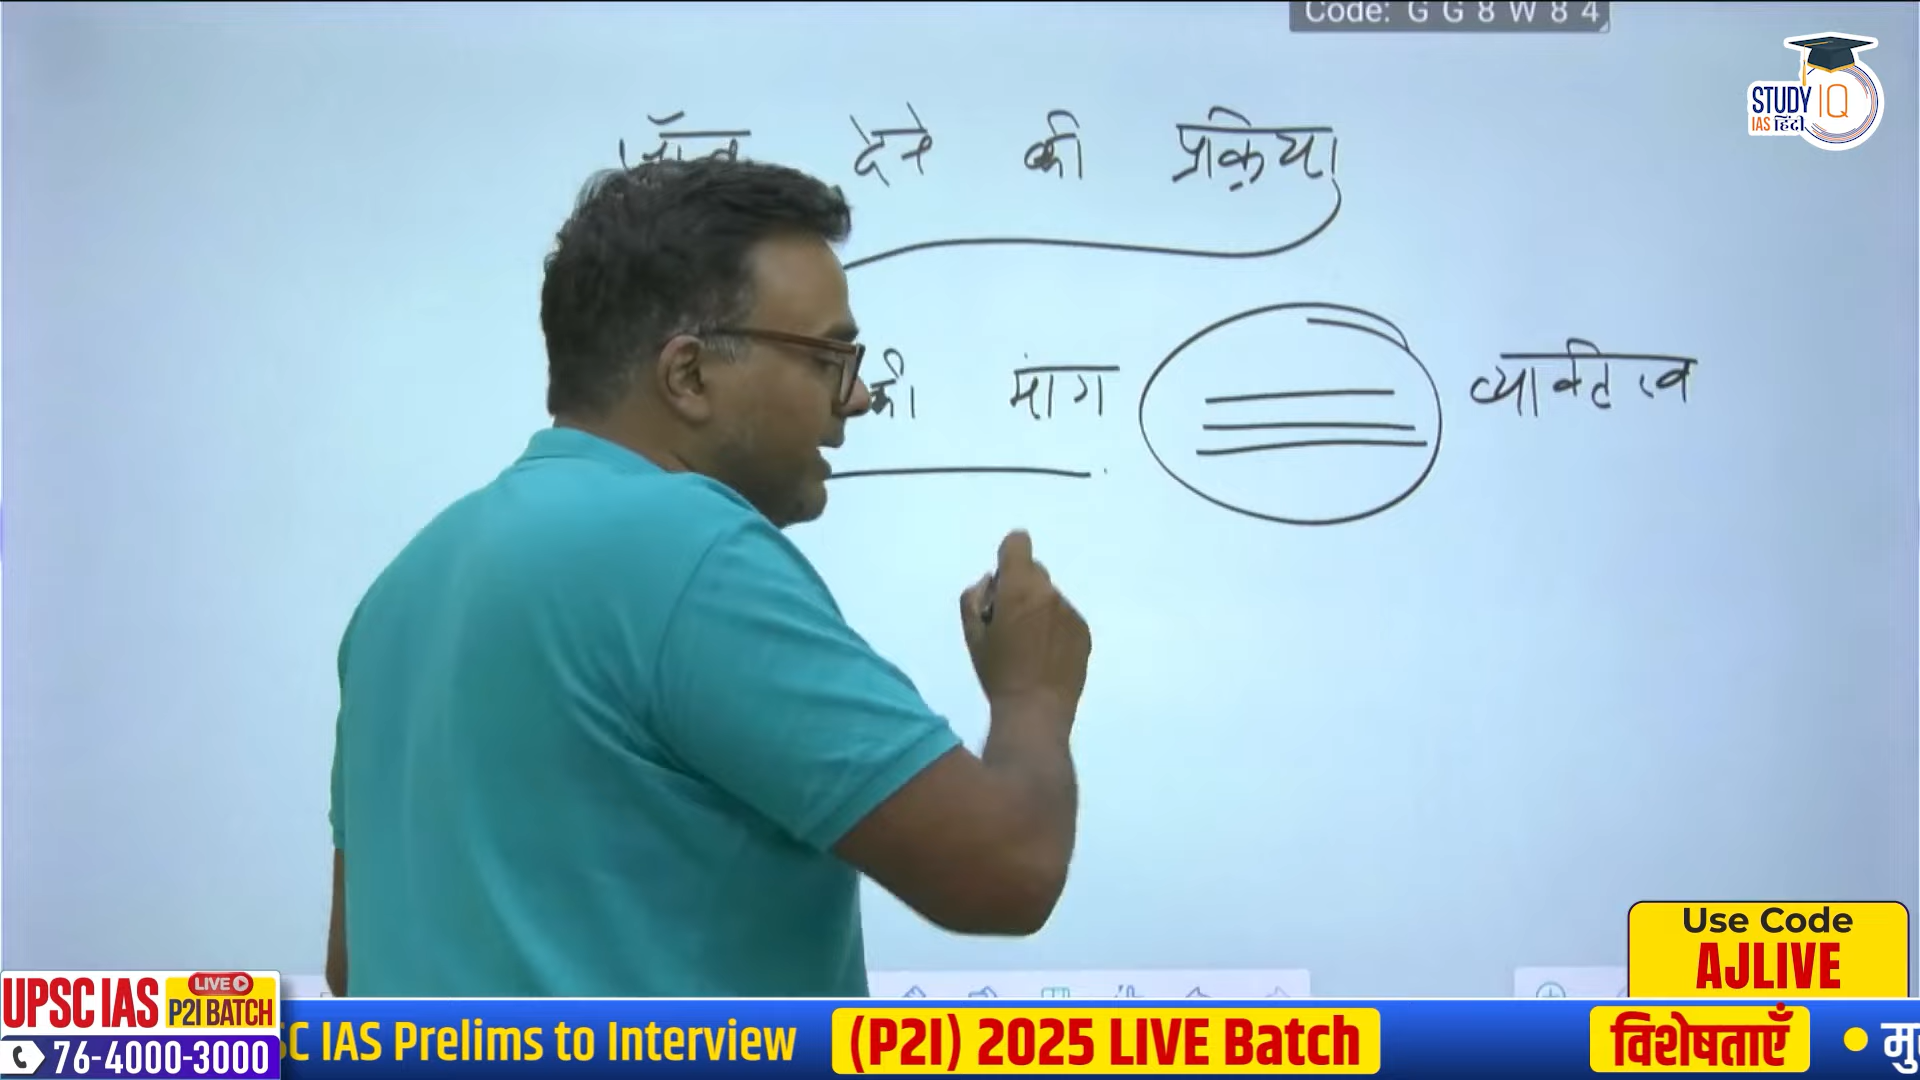 Code: G G 8 W 8 4
STUDY IQ
IAS हिंदी
जॉब देने की प्रक्रिया
की मांग
व्यक्तित्व
Use Code
AJLIVE
UPSC IAS LIVE P2I BATCH
76-4000-3000
SC IAS Prelims to Interview (P2I) 2025 LIVE Batch विशेषताएँ